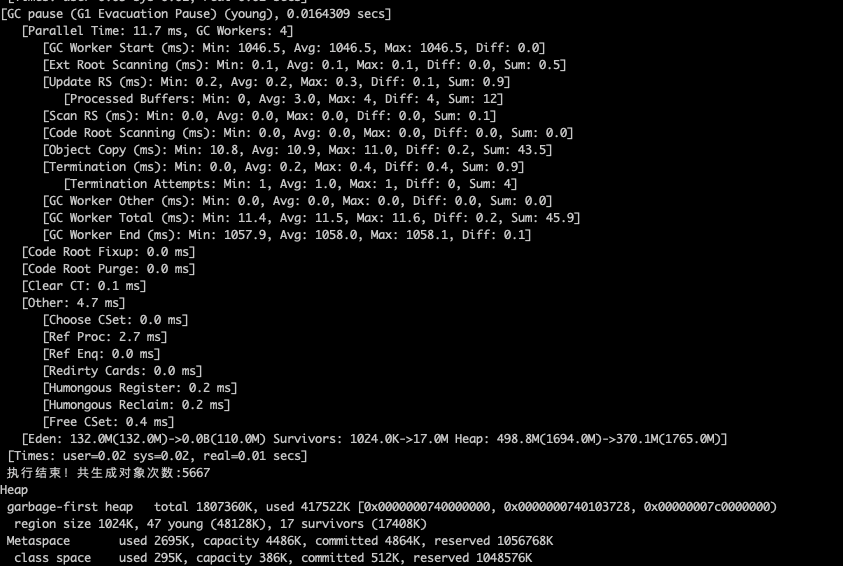 [GC pause (G1 Evacuation Pause) (young), 0.0164309 secs]
[Parallel Time: 11.7 ms, GC Workers: 4]
[GC Worker Start (ms): Min: 1046.5, Avg: 1046.5, Max: 1046.5, Diff: 0.0]
[Ext Root Scanning (ms): Min: 0.1, Avg: 0.1, Max: 0.1, Diff: 0.0, Sum: 0.5]
[Update RS (ms): Min: 0.2, Avg: 0.2, Max: 0.3, Diff: 0.1, Sum: 0.9]
[Processed Buffers: Min: 0, Avg: 3.0, Max: 4, Diff: 4, Sum: 12]
[Scan RS (ms): Min: 0.0, Avg: 0.0, Max: 0.0, Diff: 0.0, Sum: 0.1]
[Code Root Scanning (ms): Min: 0.0, Avg: 0.0, Max: 0.0, Diff: 0.0, Sum: 0.0]
[Object Copy (ms): Min: 10.8, Avg: 10.9, Max: 11.0, Diff: 0.2, Sum: 43.5]
[Termination (ms): Min: 0.0, Avg: 0.2, Max: 0.4, Diff: 0.4, Sum: 0.9]
[Termination Attempts: Min: 1, Avg: 1.0, Max: 1, Diff: 0, Sum: 4]
[GC Worker Other (ms): Min: 0.0, Avg: 0.0, Max: 0.0, Diff: 0.0, Sum: 0.0]
[GC Worker Total (ms): Min: 11.4, Avg: 11.5, Max: 11.6, Diff: 0.2, Sum: 45.9]
[GC Worker End (ms): Min: 1057.9, Avg: 1058.0, Max: 1058.1, Diff: 0.1]
[Code Root Fixup: 0.0 ms]
[Code Root Purge: 0.0 ms]
[Clear CT: 0.1 ms]
[Other: 4.7 ms]
[Choose CSet: 0.0 ms]
[Ref Proc: 2.7 ms]
[Ref Enq: 0.0 ms]
[Redirty Cards: 0.0 ms]
[Humongous Register: 0.2 ms]
[Humongous Reclaim: 0.2 ms]
[Free CSet: 0.4 ms]
[Eden: 132.0M(132.0M)->0.0B(110.0M) Survivors: 1024.0K->17.0M Heap: 498.8M(1694.0M)->370.1M(1765.0M)]
[Times: user=0.02 sys=0.02, real=0.01 secs]
执行结束！共生成对象次数:5667
Heap
garbage-first heap   total 1807360K, used 417522K [0x0000000740000000, 0x0000000740103728, 0x00000007c0000000)
region size 1024K, 47 young (48128K), 17 survivors (17408K)
Metaspace       used 2695K, capacity 4486K, committed 4864K, reserved 1056768K
class space    used 295K, capacity 386K, committed 512K, reserved 1048576K